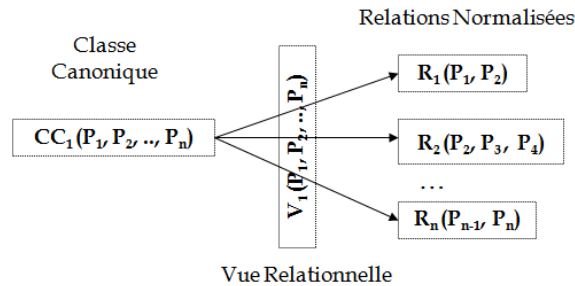 Relations Normalisées
Classe
Canonique
R₁(P₁, P₂)
CC₁(P₁, P₂, .., Pₙ)
V₁(P₁, P₂, .., Pₙ)
R₂(P₂, P₃, P₄)
...
Rₙ(Pₙ₋₁, Pₙ)
Vue Relationnelle